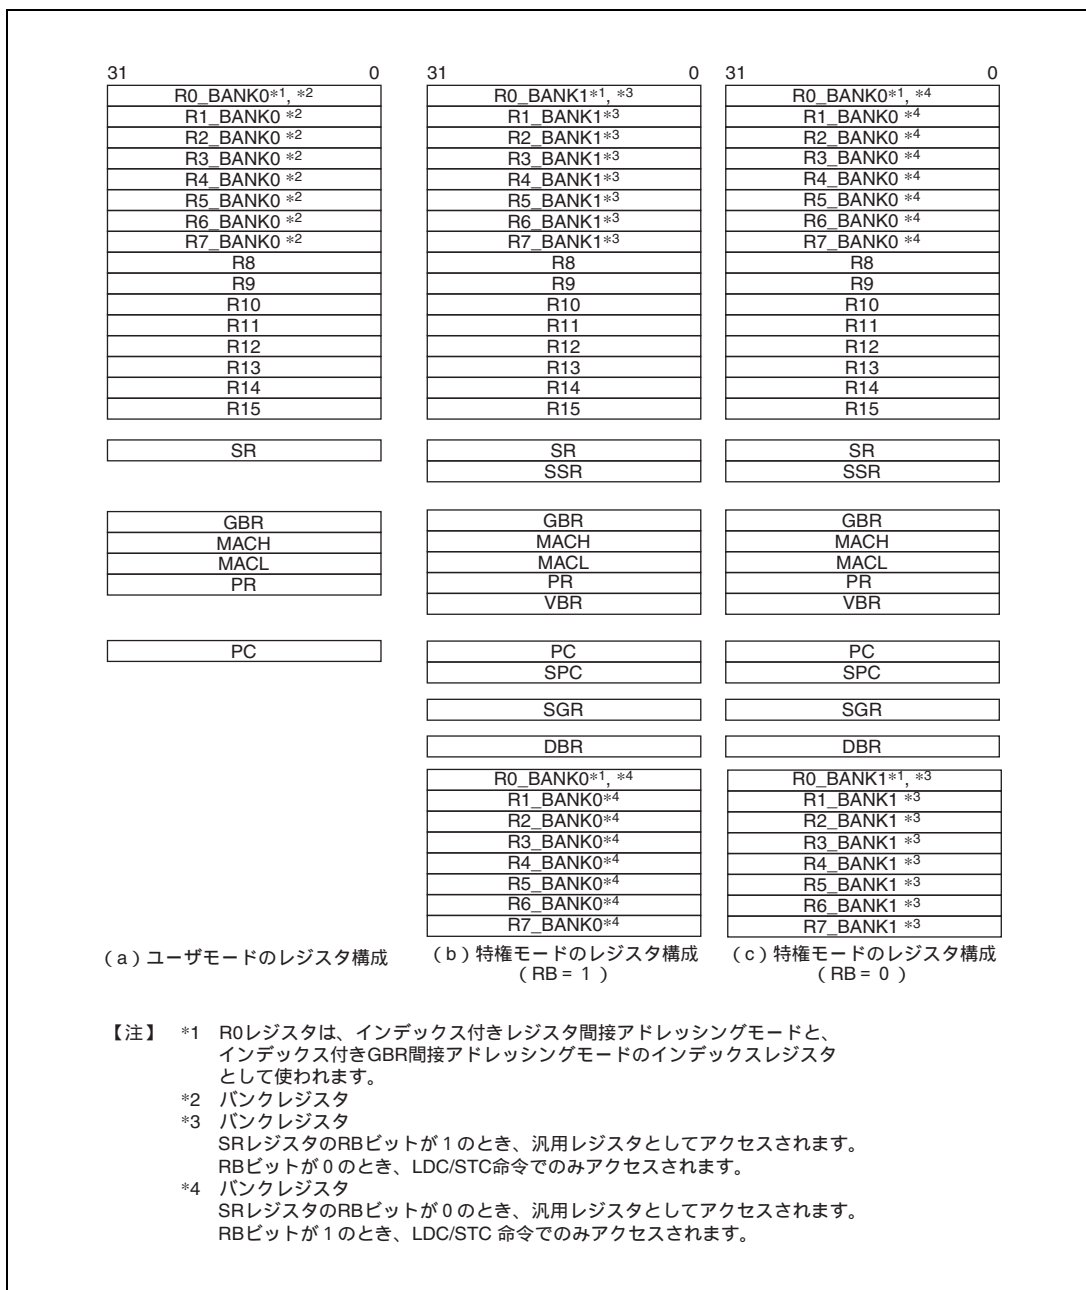 31 0
R0_BANK0*1, *2
R1_BANK0 *2
R2_BANK0 *2
R3_BANK0 *2
R4_BANK0 *2
R5_BANK0 *2
R6_BANK0 *2
R7_BANK0 *2
R8
R9
R10
R11
R12
R13
R14
R15
SR
GBR
MACH
MACL
PR
PC
(a)ユーザモードのレジスタ構成
31 0
R0_BANK1*1, *3
R1_BANK1*3
R2_BANK1*3
R3_BANK1*3
R4_BANK1*3
R5_BANK1*3
R6_BANK1*3
R7_BANK1*3
R8
R9
R10
R11
R12
R13
R14
R15
SR
SSR
GBR
MACH
MACL
PR
VBR
PC
SPC
SGR
DBR
R0_BANK0*1, *4
R1_BANK0*4
R2_BANK0*4
R3_BANK0*4
R4_BANK0*4
R5_BANK0*4
R6_BANK0*4
R7_BANK0*4
(b)特権モードのレジスタ構成
(RB = 1 )
31 0
R0_BANK0*1, *4
R1_BANK0 *4
R2_BANK0 *4
R3_BANK0 *4
R4_BANK0 *4
R5_BANK0 *4
R6_BANK0 *4
R7_BANK0 *4
R8
R9
R10
R11
R12
R13
R14
R15
SR
SSR
GBR
MACH
MACL
PR
VBR
PC
SPC
SGR
DBR
R0_BANK1*1, *3
R1_BANK1 *3
R2_BANK1 *3
R3_BANK1 *3
R4_BANK1 *3
R5_BANK1 *3
R6_BANK1 *3
R7_BANK1 *3
(c)特権モードのレジスタ構成
(RB = 0 )
【注】 *1 R0レジスタは、インデックス付きレジスタ間接アドレッシングモードと、
インデックス付きGBR間接アドレッシングモードのインデックスレジスタ
として使われます。
*2 バンクレジスタ
*3 バンクレジスタ
SRレジスタのRBビットが1のとき、汎用レジスタとしてアクセスされます。
RBビットが0のとき、LDC/STC命令でのみアクセスされます。
*4 バンクレジスタ
SRレジスタのRBビットが0のとき、汎用レジスタとしてアクセスされます。
RBビットが1のとき、LDC/STC 命令でのみアクセスされます。